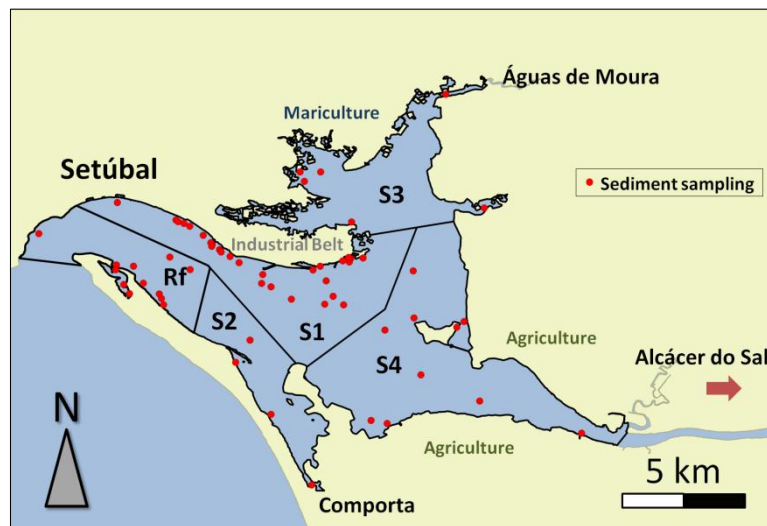 Águas de Moura
Mariculture
Setúbal
Sediment sampling
S3
Industrial Belt
Rf
S2
S1
S4
Agriculture
Alcácer do Sal
N
Agriculture
5 km
Comporta